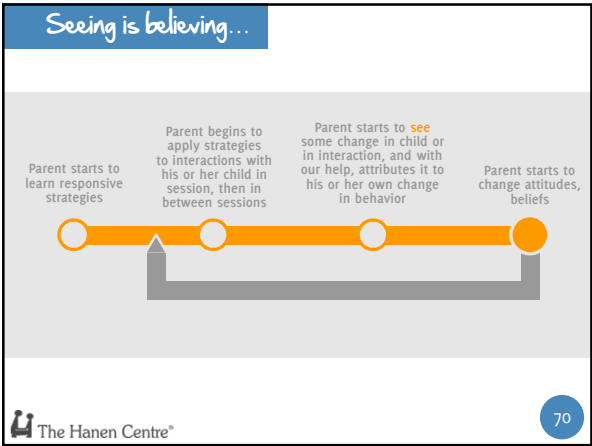 Seeing is believing...
Parent starts to
learn responsive
strategies
Parent begins to
apply strategies
to interactions with
his or her child in
session, then in
between sessions
Parent starts to see
some change in child or
in interaction, and with
our help, attributes it to
his or her own change
in behavior
Parent starts to
change attitudes,
beliefs
The Hanen Centre®
70